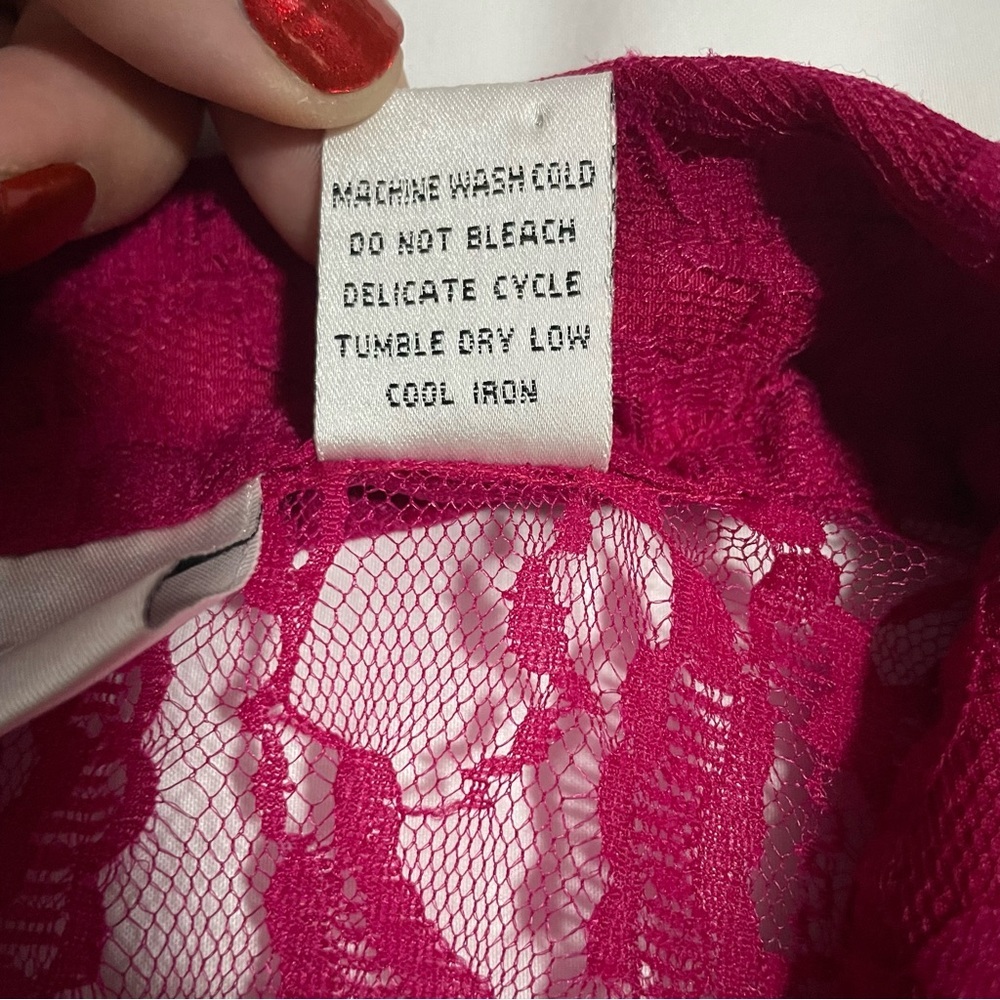 MACHINE WASH COLD
DO NOT BLEACH
DELICATE CYCLE
TUMBLE DRY LOW
COOL IRON